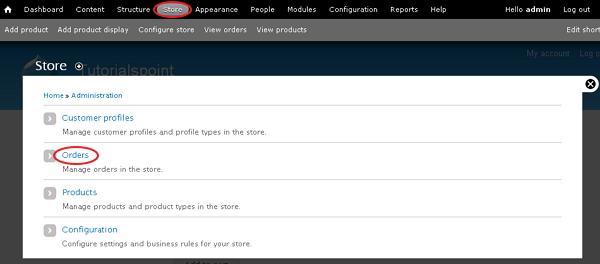 Dashboard Content Structure Store Appearance People Modules Configuration Reports Help Hello admin Log out
Add product Add product display Configure store View orders View products Edit short
My account Log o
Store
Tutorialspoint
Home » Administration
Customer profiles
Manage customer profiles and profile types in the store.
Orders
Manage orders in the store.
Products
Manage products and product types in the store.
Configuration
Configure settings and business rules for your store.